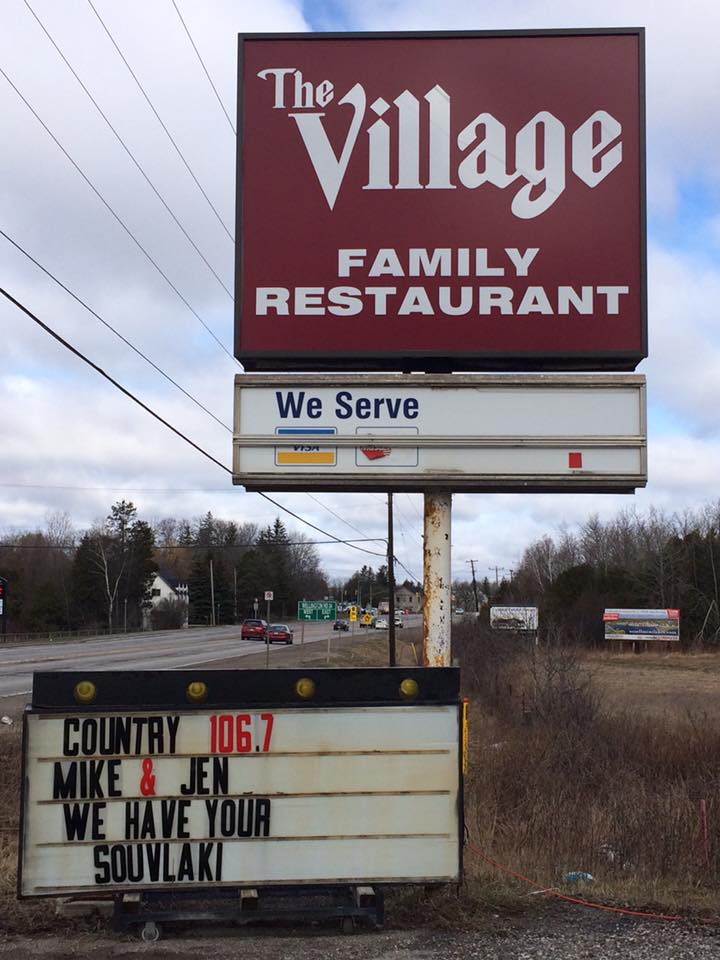 The
Village
FAMILY
RESTAURANT
We Serve
VISA
COUNTRY 106.7
MIKE & JEN
WE HAVE YOUR
SOUVLAKI